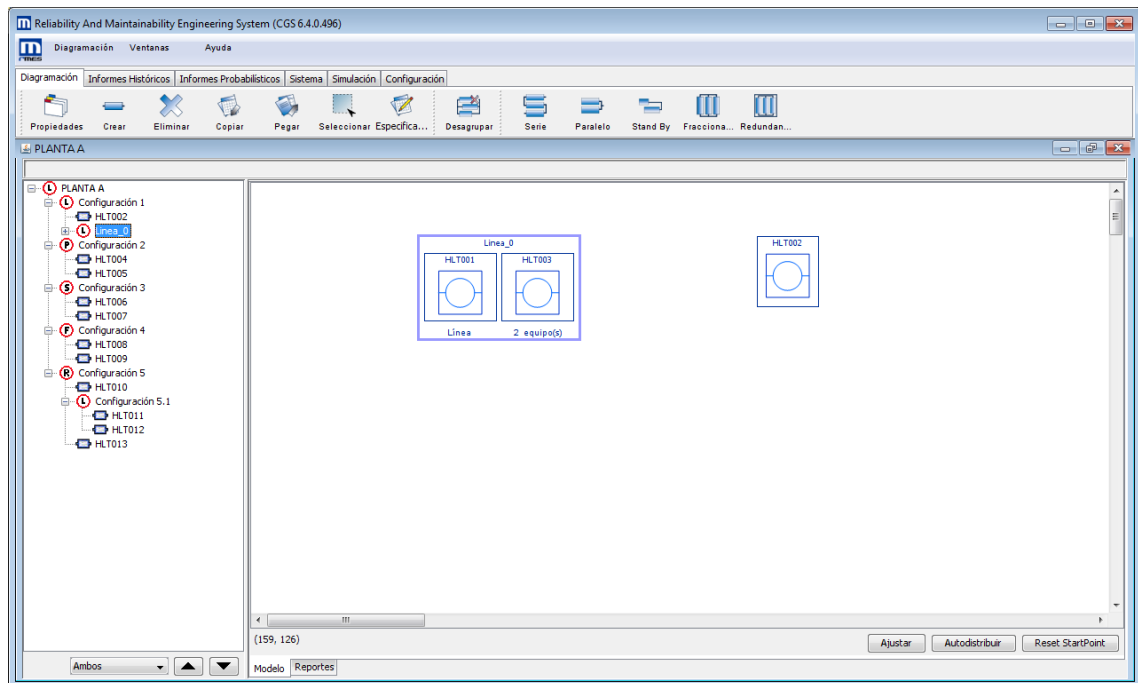 Reliability And Maintainability Engineering System (CGS 6.4.0.496)
Diagramación Ventanas Ayuda
Diagramación Informes Históricos Informes Probabilísticos Sistema Simulación Configuración
Propiedades Crear Eliminar Copiar Pegar Seleccionar Especifica... Desagrupar Serie Paralelo Stand By Fracciona... Redundan...
PLANTA A
PLANTA A
Configuración 1
HLT002
Linea_0
Configuración 2
HLT004
HLT005
Configuración 3
HLT006
HLT007
Configuración 4
HLT008
HLT009
Configuración 5
HLT010
Configuración 5.1
HLT011
HLT012
HLT013
Linea_0
HLT001 HLT003
Línea 2 equipo(s)
HLT002
(159, 126)
Ajustar Autodistribuir Reset StartPoint
Ambos
Modelo Reportes